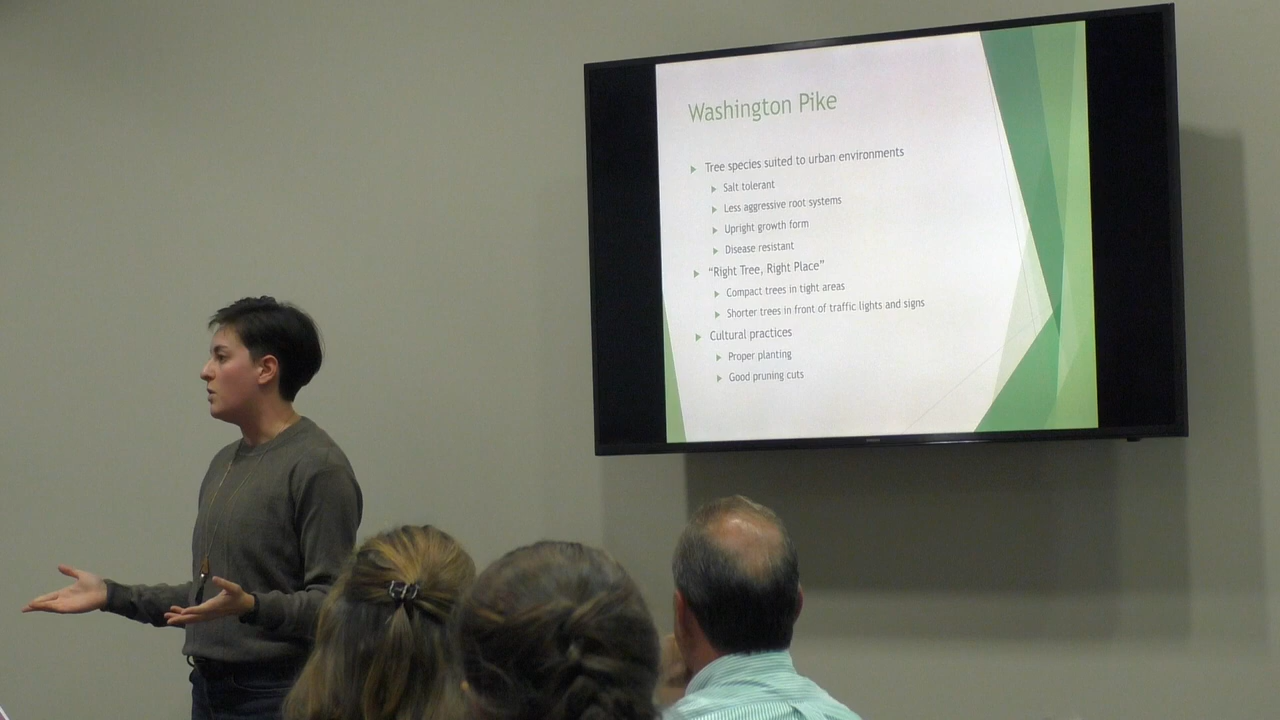 Washington Pike
Tree species suited to urban environments
Salt tolerant
Less aggressive root systems
Upright growth form
Disease resistant
“Right Tree, Right Place”
Compact trees in tight areas
Shorter trees in front of traffic lights and signs
Cultural practices
Proper planting
Good pruning cuts